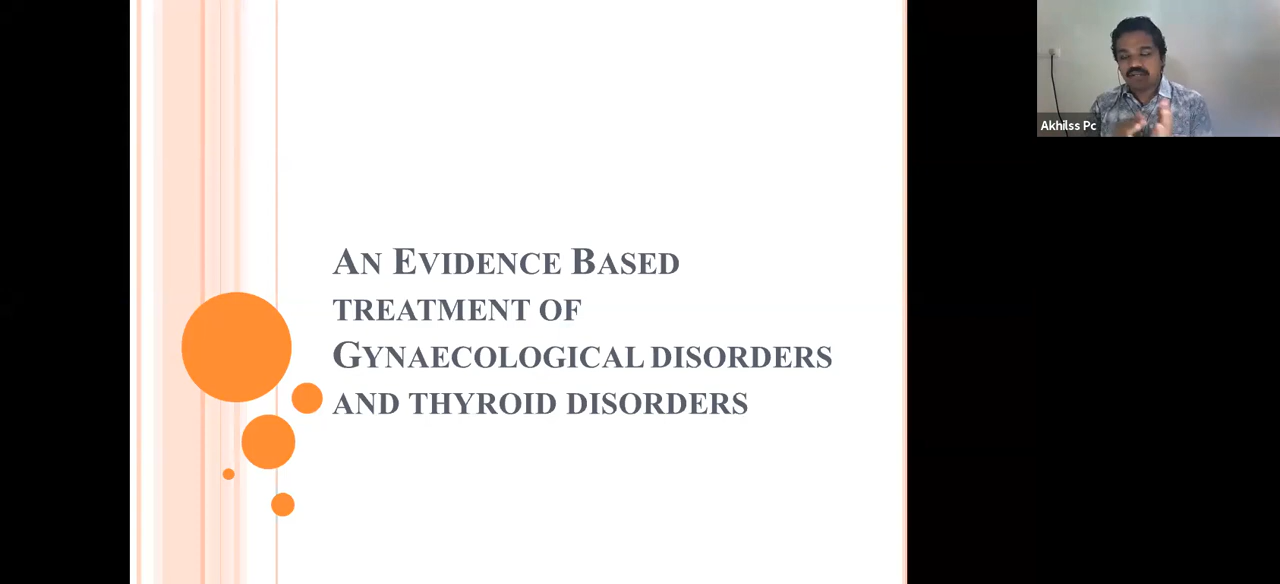 An Evidence Based
treatment of
Gynaecological disorders
and thyroid disorders
Akhilss Pc